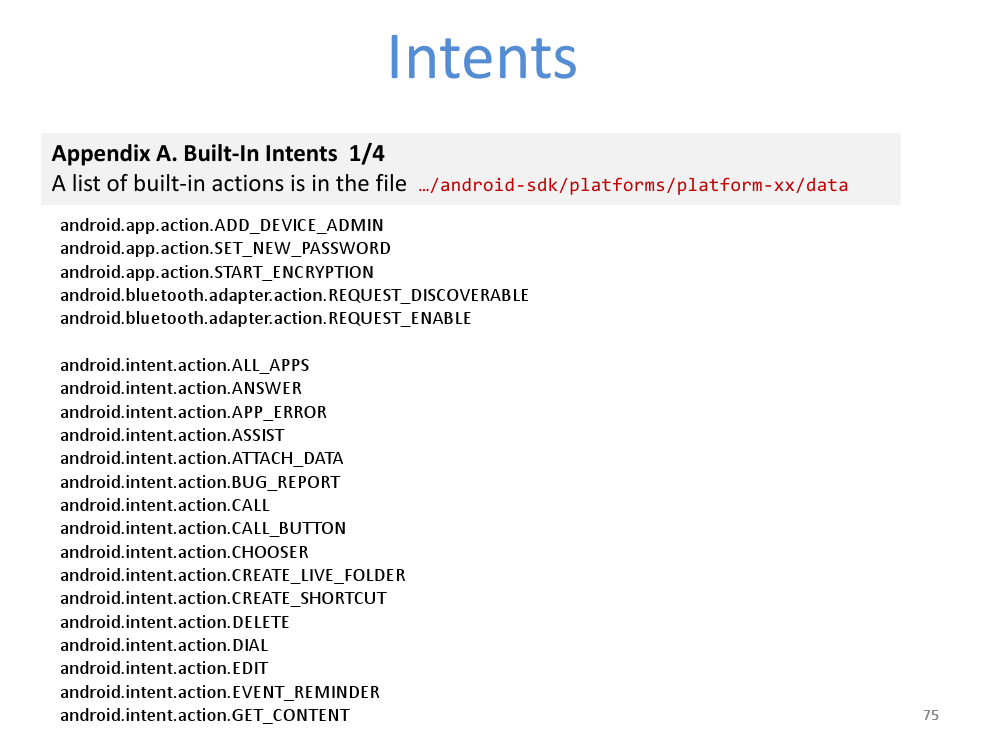 Intents
Appendix A. Built-In Intents 1/4
A list of built-in actions is in the file …/android-sdk/platforms/platform-xx/data
android.app.action.ADD_DEVICE_ADMIN
android.app.action.SET_NEW_PASSWORD
android.app.action.START_ENCRYPTION
android.bluetooth.adapter.action.REQUEST_DISCOVERABLE
android.bluetooth.adapter.action.REQUEST_ENABLE
android.intent.action.ALL_APPS
android.intent.action.ANSWER
android.intent.action.APP_ERROR
android.intent.action.ASSIST
android.intent.action.ATTACH_DATA
android.intent.action.BUG_REPORT
android.intent.action.CALL
android.intent.action.CALL_BUTTON
android.intent.action.CHOOSER
android.intent.action.CREATE_LIVE_FOLDER
android.intent.action.CREATE_SHORTCUT
android.intent.action.DELETE
android.intent.action.DIAL
android.intent.action.EDIT
android.intent.action.EVENT_REMINDER
android.intent.action.GET_CONTENT
75